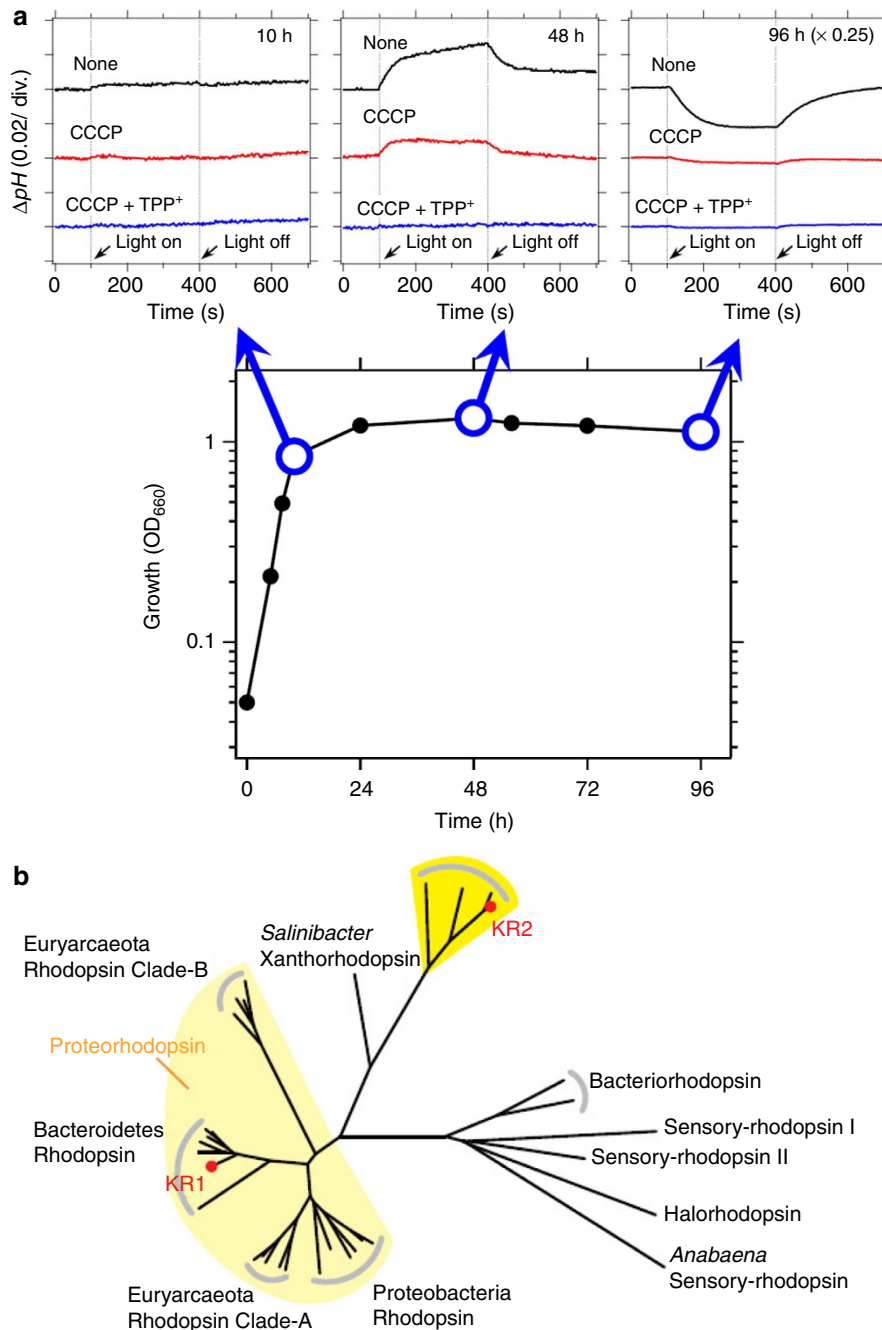 a
10 h
48 h
96 h (× 0.25)
None
None
None
CCCP
CCCP
CCCP
CCCP + TPP⁺
CCCP + TPP⁺
CCCP + TPP⁺
Light on
Light off
Light on
Light off
Light on
Light off
ΔpH (0.02/ div.)
0 200 400 600
0 200 400 600
0 200 400 600
Time (s)
Time (s)
Time (s)
1
0.1
Growth (OD₆₆₀)
0 24 48 72 96
Time (h)
b
KR2
Salinibacter
Xanthorhodopsin
Euryarcaeota
Rhodopsin Clade-B
Proteorhodopsin
Bacteroidetes
Rhodopsin
KR1
Bacteriorhodopsin
Sensory-rhodopsin I
Sensory-rhodopsin II
Halorhodopsin
Anabaena
Sensory-rhodopsin
Euryarcaeota
Rhodopsin Clade-A
Proteobacteria
Rhodopsin